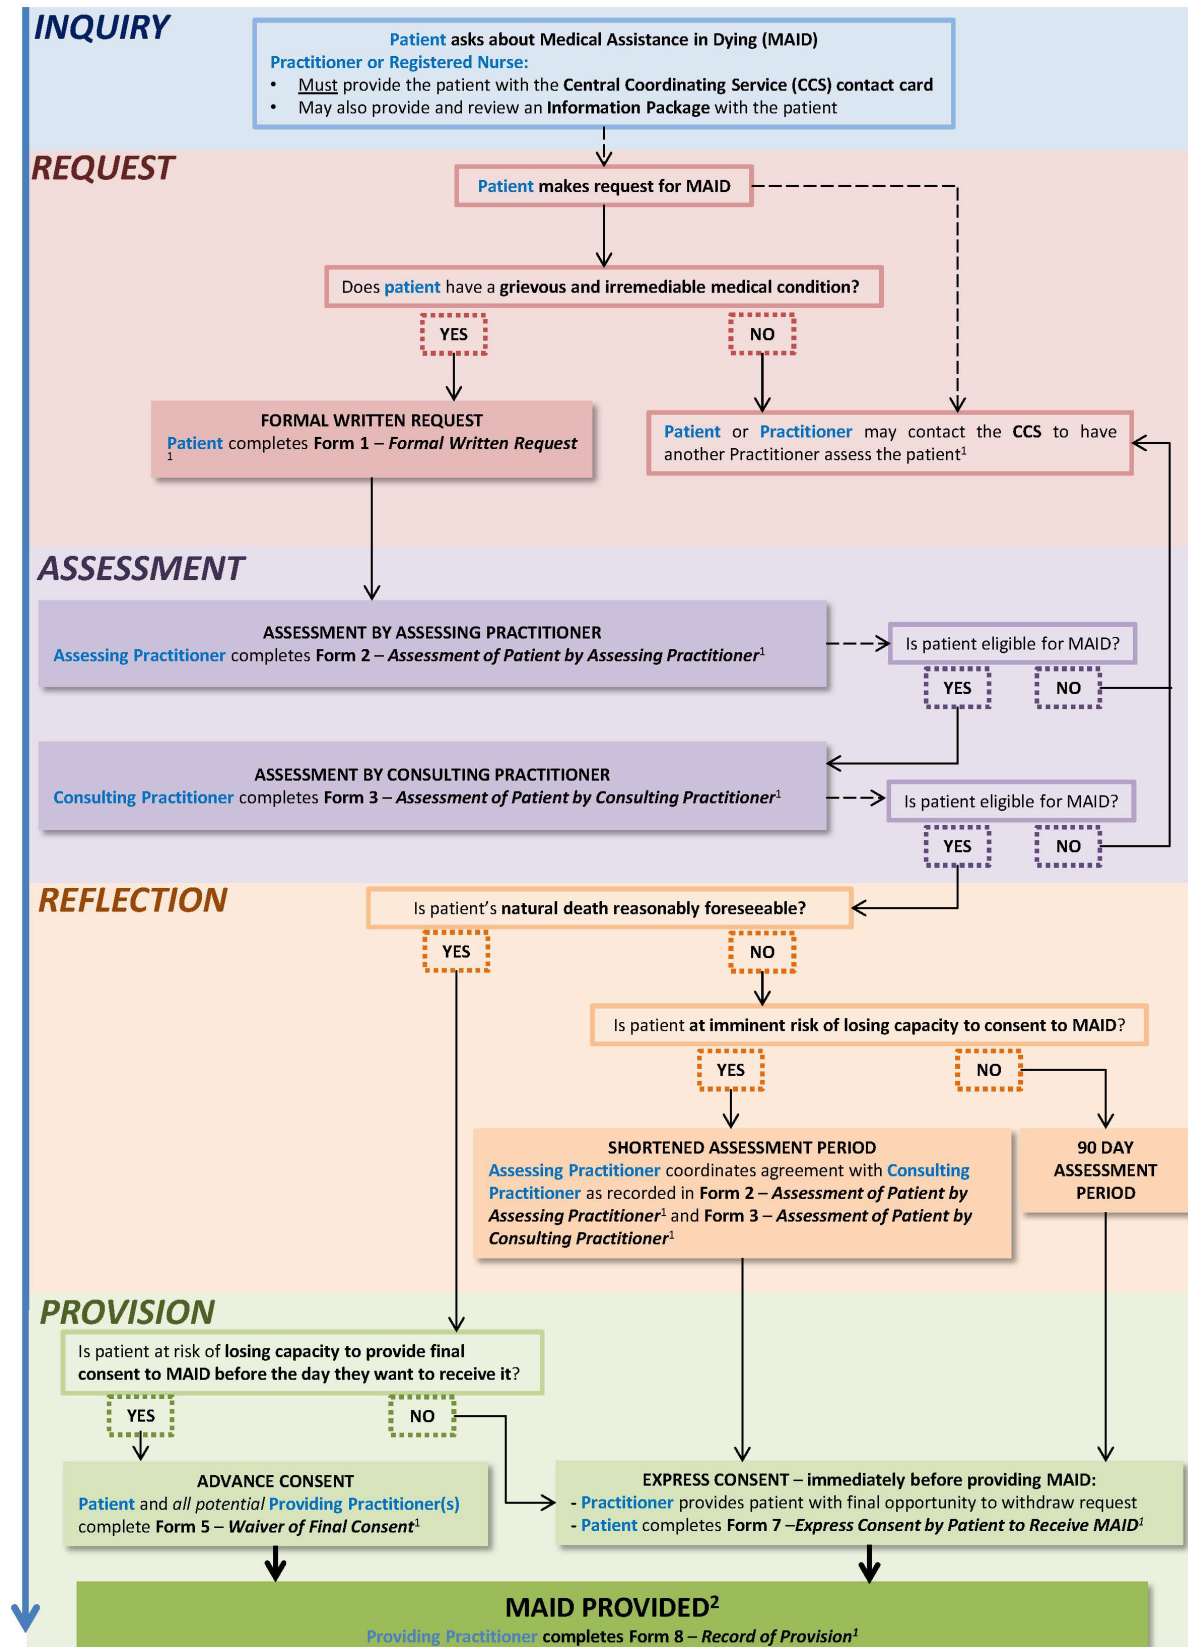 INQUIRY
Patient asks about Medical Assistance in Dying (MAID)
Practitioner or Registered Nurse:
• Must provide the patient with the Central Coordinating Service (CCS) contact card
• May also provide and review an Information Package with the patient
REQUEST
Patient makes request for MAID
Does patient have a grievous and irremediable medical condition?
YES
NO
FORMAL WRITTEN REQUEST
Patient completes Form 1 – Formal Written Request
1
Patient or Practitioner may contact the CCS to have
another Practitioner assess the patient1
ASSESSMENT
ASSESSMENT BY ASSESSING PRACTITIONER
Assessing Practitioner completes Form 2 – Assessment of Patient by Assessing Practitioner1
Is patient eligible for MAID?
YES
NO
ASSESSMENT BY CONSULTING PRACTITIONER
Consulting Practitioner completes Form 3 – Assessment of Patient by Consulting Practitioner1
Is patient eligible for MAID?
YES
NO
REFLECTION
Is patient's natural death reasonably foreseeable?
YES
NO
Is patient at imminent risk of losing capacity to consent to MAID?
YES
NO
SHORTENED ASSESSMENT PERIOD
Assessing Practitioner coordinates agreement with Consulting
Practitioner as recorded in Form 2 – Assessment of Patient by
Assessing Practitioner1 and Form 3 – Assessment of Patient by
Consulting Practitioner1
90 DAY
ASSESSMENT
PERIOD
PROVISION
Is patient at risk of losing capacity to provide final
consent to MAID before the day they want to receive it?
YES
NO
ADVANCE CONSENT
Patient and all potential Providing Practitioner(s)
complete Form 5 – Waiver of Final Consent1
EXPRESS CONSENT – immediately before providing MAID:
- Practitioner provides patient with final opportunity to withdraw request
- Patient completes Form 7 –Express Consent by Patient to Receive MAID1
MAID PROVIDED2
Providing Practitioner completes Form 8 – Record of Provision1